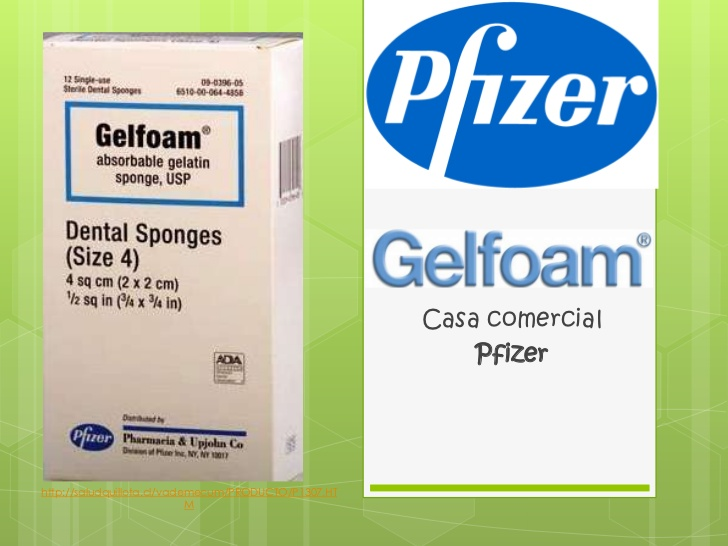 12 Single-use 09-0396-05
Sterile Dental Sponges 6510-00-064-4858
Gelfoam®
absorbable gelatin
sponge, USP
Dental Sponges
(Size 4)
4 sq cm (2 x 2 cm)
1/2 sq in (3/4 x 3/4 in)
ADA
Distributed by
Pfizer
Pharmacia & Upjohn Co
Division of Pfizer Inc, NY, NY 10017
Pfizer
Gelfoam®
Casa comercial
Pfizer